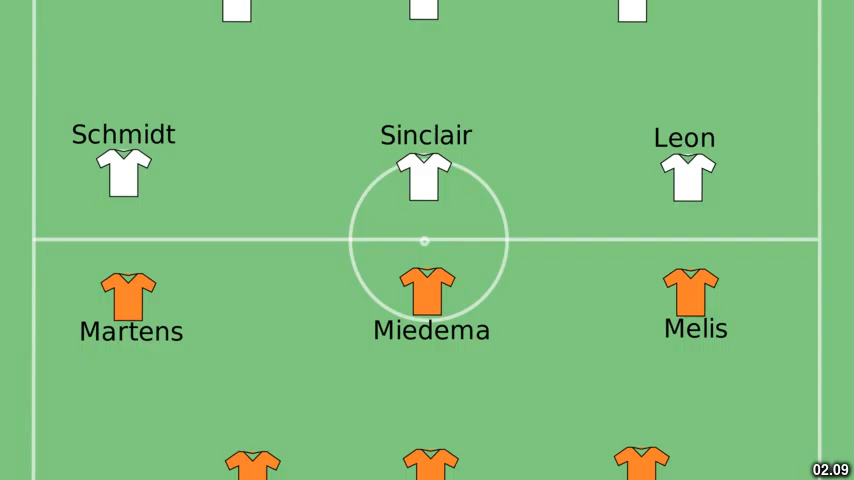 Schmidt
Sinclair
Leon
Martens
Miedema
Melis
02.09